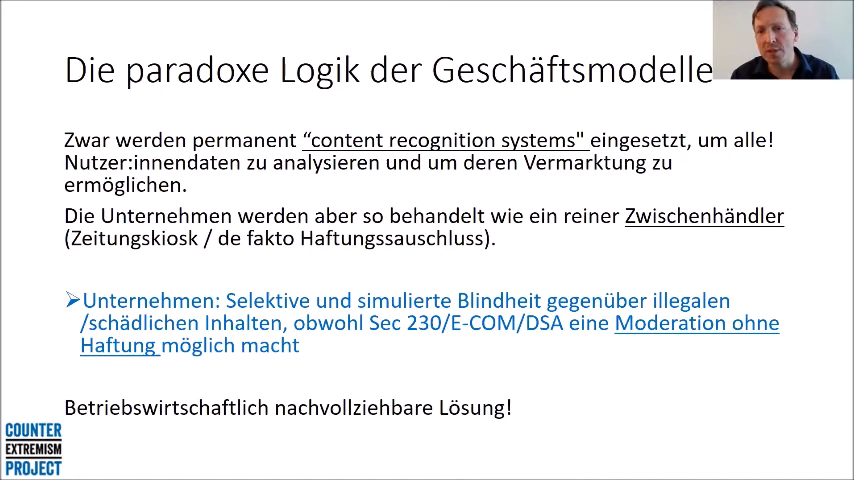 Die paradoxe Logik der Geschäftsmodelle
Zwar werden permanent “content recognition systems" eingesetzt, um alle!
Nutzer:innendaten zu analysieren und um deren Vermarktung zu
ermöglichen.
Die Unternehmen werden aber so behandelt wie ein reiner Zwischenhändler
(Zeitungskiosk / de fakto Haftungssauschluss).
➢Unternehmen: Selektive und simulierte Blindheit gegenüber illegalen
/schädlichen Inhalten, obwohl Sec 230/E-COM/DSA eine Moderation ohne
Haftung möglich macht
Betriebswirtschaftlich nachvollziehbare Lösung!
COUNTER
EXTREMISM
PROJECT